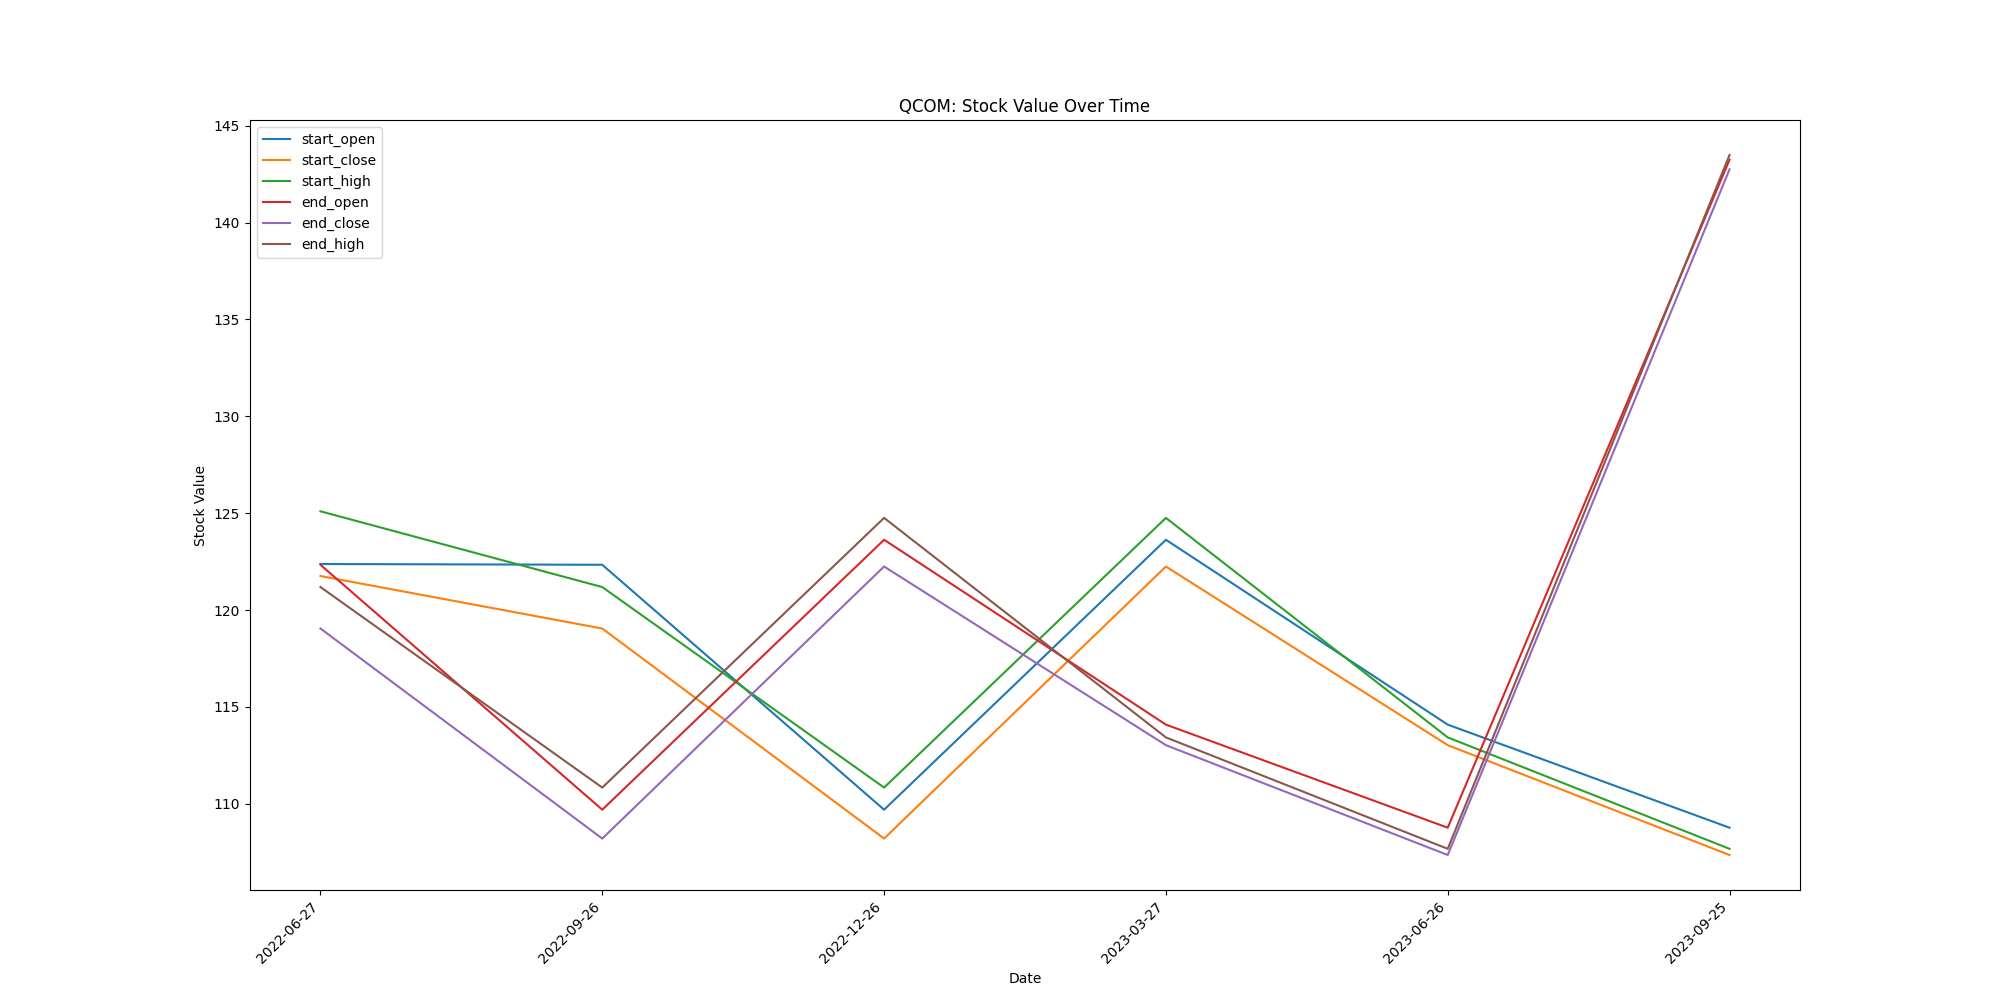 QCOM: Stock Value Over Time
145
140
135
130
125
120
115
110
Stock Value
start_open
start_close
start_high
end_open
end_close
end_high
2022-06-27
2022-09-26
2022-12-26
2023-03-27
2023-06-26
2023-09-25
Date